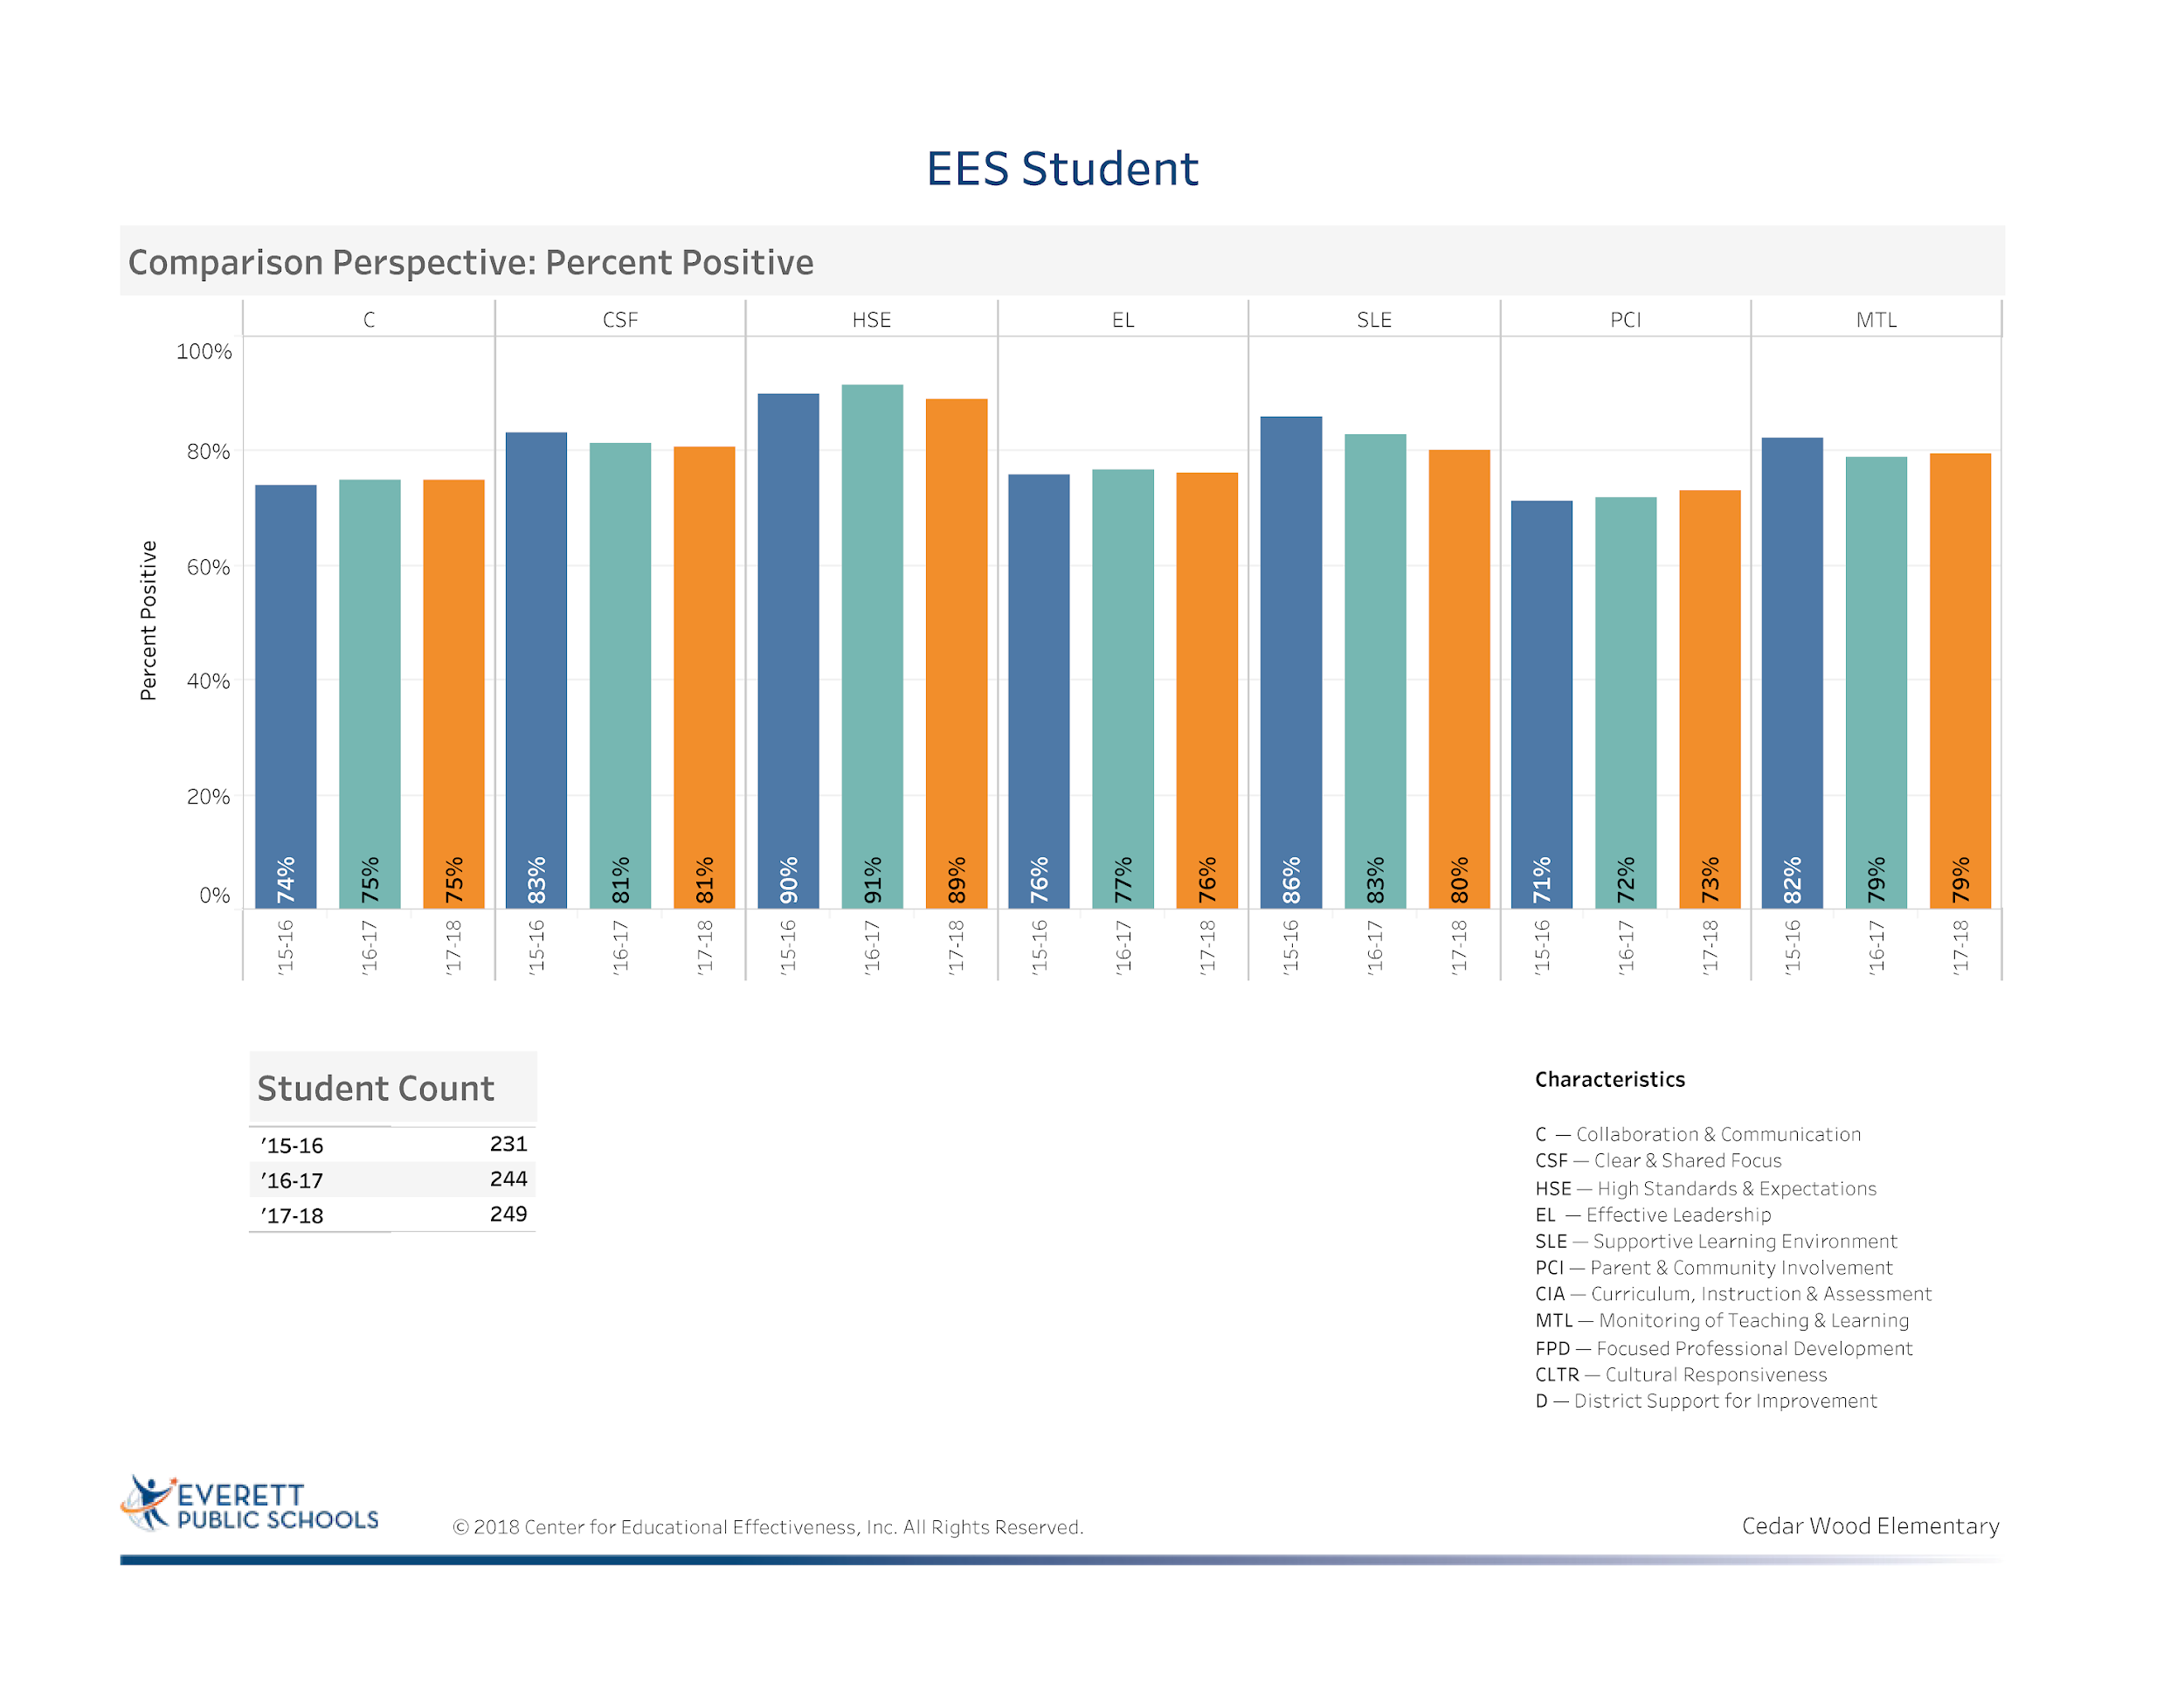 EES Student
Comparison Perspective: Percent Positive
C CSF HSE EL SLE PCI MTL
100%
80%
60%
40%
20%
0%
Percent Positive
74% 75% 75% 83% 81% 81% 90% 91% 89% 76% 77% 76% 86% 83% 80% 71% 72% 73% 82% 79% 79%
'15-16 '16-17 '17-18 '15-16 '16-17 '17-18 '15-16 '16-17 '17-18 '15-16 '16-17 '17-18 '15-16 '16-17 '17-18 '15-16 '16-17 '17-18 '15-16 '16-17 '17-18
Student Count
'15-16 231
'16-17 244
'17-18 249
Characteristics
C — Collaboration & Communication
CSF — Clear & Shared Focus
HSE — High Standards & Expectations
EL — Effective Leadership
SLE — Supportive Learning Environment
PCI — Parent & Community Involvement
CIA — Curriculum, Instruction & Assessment
MTL — Monitoring of Teaching & Learning
FPD — Focused Professional Development
CLTR — Cultural Responsiveness
D — District Support for Improvement
EVERETT
PUBLIC SCHOOLS
© 2018 Center for Educational Effectiveness, Inc. All Rights Reserved.
Cedar Wood Elementary